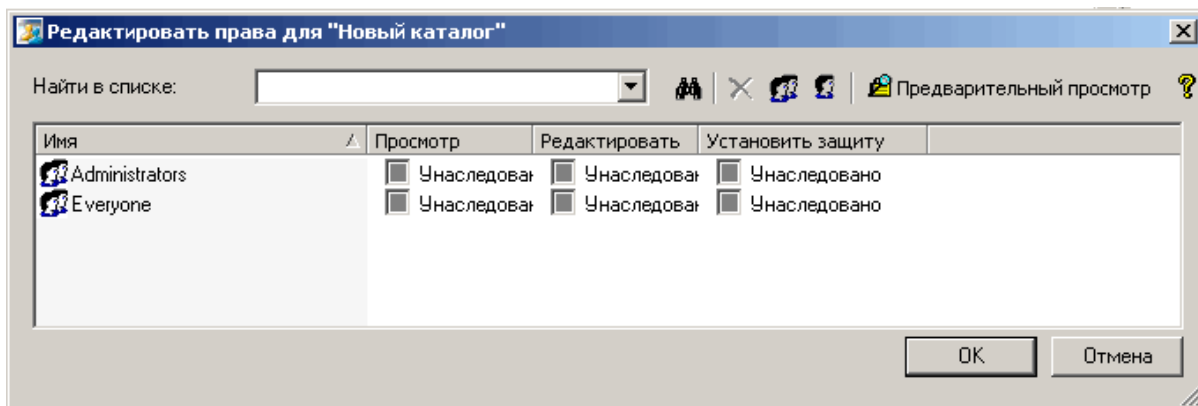 Редактировать права для "Новый каталог"
Найти в списке: Предварительный просмотр
Имя Просмотр Редактировать Установить защиту
Administrators Унаследован Унаследован Унаследовано
Everyone Унаследован Унаследован Унаследовано
OK Отмена